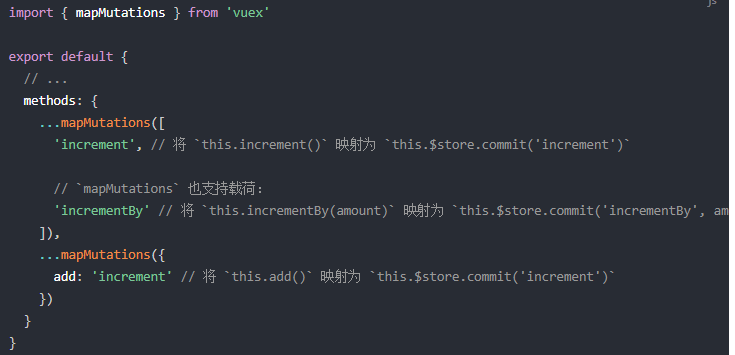 js
import { mapMutations } from 'vuex'
export default {
// ...
methods: {
...mapMutations([
'increment', // 将 `this.increment()` 映射为 `this.$store.commit('increment')`
// `mapMutations` 也支持载荷：
'incrementBy' // 将 `this.incrementBy(amount)` 映射为 `this.$store.commit('incrementBy', am
]),
...mapMutations({
add: 'increment' // 将 `this.add()` 映射为 `this.$store.commit('increment')`
})
}
}